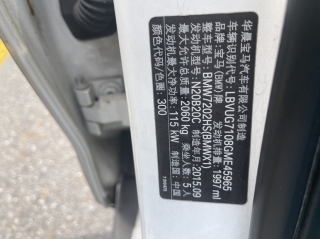 华晨宝马汽车有限公司制造
车辆识别代号: LBVUG7108GME45965
品牌: 宝马 (BMW) 牌 发动机排量: 1997 ml
整车型号: BMW7202HS(BMWX1)
发动机型号: N20B20C 制造年月: 2015.09
最大允许总质量: 2060 kg 乘坐人数: 5人
发动机最大净功率: 115 kW 制造国: 中国
颜色代码/色圈: 300